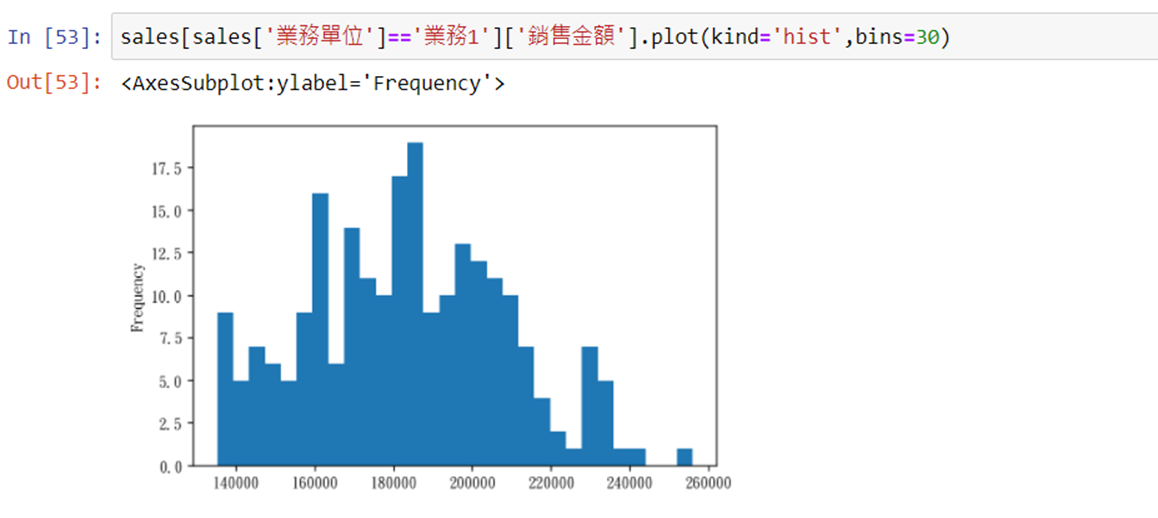 In [53]: sales[sales['業務單位']=='業務1']['銷售金額'].plot(kind='hist',bins=30)
Out[53]: <AxesSubplot:ylabel='Frequency'>
17.5
15.0
12.5
10.0
7.5
5.0
2.5
0.0
Frequency
140000 160000 180000 200000 220000 240000 260000